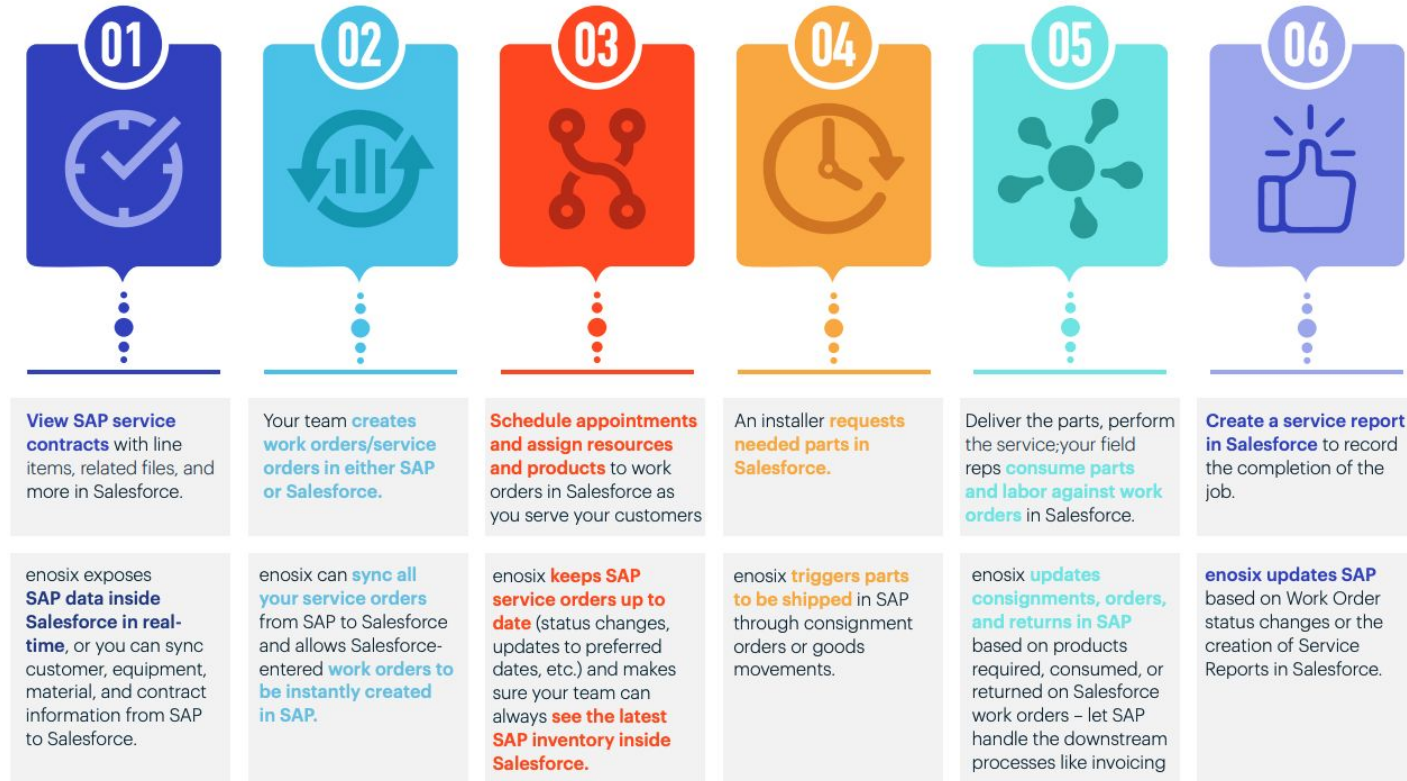 01
02
03
04
05
06
View SAP service
contracts with line
items, related files, and
more in Salesforce.
Your team creates
work orders/service
orders in either SAP
or Salesforce.
Schedule appointments
and assign resources
and products to work
orders in Salesforce as
you serve your customers
An installer requests
needed parts in
Salesforce.
Deliver the parts, perform
the service;your field
reps consume parts
and labor against work
orders in Salesforce.
Create a service report
in Salesforce to record
the completion of the
job.
enosix exposes
SAP data inside
Salesforce in real-
time, or you can sync
customer, equipment,
material, and contract
information from SAP
to Salesforce.
enosix can sync all
your service orders
from SAP to Salesforce
and allows Salesforce-
entered work orders to
be instantly created
in SAP.
enosix keeps SAP
service orders up to
date (status changes,
updates to preferred
dates, etc.) and makes
sure your team can
always see the latest
SAP inventory inside
Salesforce.
enosix triggers parts
to be shipped in SAP
through consignment
orders or goods
movements.
enosix updates
consignments, orders,
and returns in SAP
based on products
required, consumed, or
returned on Salesforce
work orders – let SAP
handle the downstream
processes like invoicing
enosix updates SAP
based on Work Order
status changes or the
creation of Service
Reports in Salesforce.